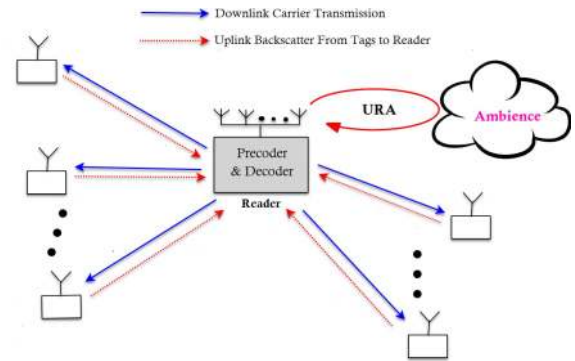 Downlink Carrier Transmission
Uplink Backscatter From Tags to Reader
URA
Ambience
Precoder
& Decoder
Reader